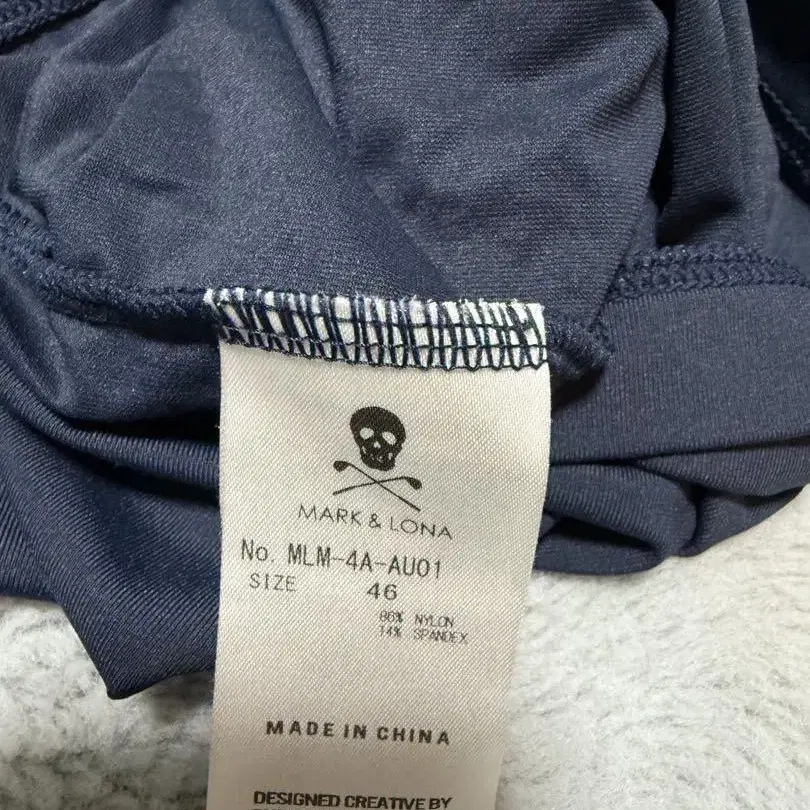 MARK & LONA
No. MLM-4A-AU01
SIZE 46
86% NYLON
14% SPANDEX
MADE IN CHINA
DESIGNED CREATIVE BY